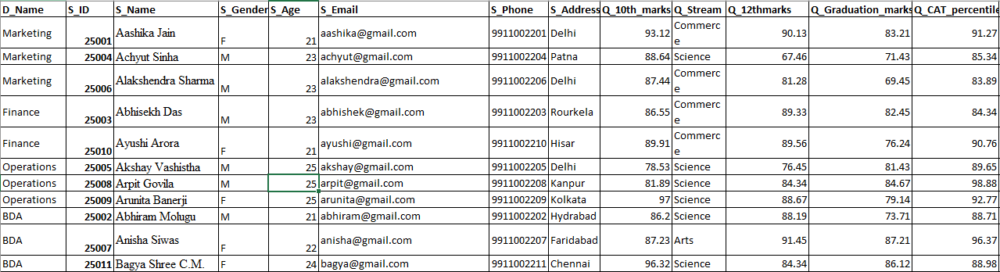 D_Name S_ID S_Name S_Gender S_Age S_Email S_Phone S_Address Q_10th_marks Q_Stream Q_12thmarks Q_Graduation_marks Q_CAT_percentile
Marketing 25001 Aashika Jain F 21 aashika@gmail.com 9911002201 Delhi 93.12 Commerc
e 90.13 83.21 91.27
Marketing 25004 Achyut Sinha M 23 achyut@gmail.com 9911002204 Patna 88.64 Science 67.46 71.43 85.34
Marketing 25006 Alakshendra Sharma M 23 alakshendra@gmail.com 9911002206 Delhi 87.44 Commerc
e 81.28 69.45 83.89
Finance 25003 Abhisekh Das M 23 abhishek@gmail.com 9911002203 Rourkela 86.55 Commerc
e 89.33 82.45 84.34
Finance 25010 Ayushi Arora F 21 ayushi@gmail.com 9911002210 Hisar 89.91 Commerc
e 89.56 76.24 90.76
Operations 25005 Akshay Vashistha M 25 akshay@gmail.com 9911002205 Delhi 78.53 Science 76.45 81.43 89.65
Operations 25008 Arpit Govila M 25 arpit@gmail.com 9911002208 Kanpur 81.89 Science 84.34 84.67 98.88
Operations 25009 Arunita Banerji F 25 arunita@gmail.com 9911002209 Kolkata 97 Science 88.67 79.14 92.77
BDA 25002 Abhiram Molugu M 21 abhiram@gmail.com 9911002202 Hydrabad 86.2 Science 88.19 73.71 88.71
BDA 25007 Anisha Siwas F 22 anisha@gmail.com 9911002207 Faridabad 87.23 Arts 91.45 87.21 96.37
BDA 25011 Bagya Shree C.M. F 24 bagya@gmail.com 9911002211 Chennai 96.32 Science 84.34 86.12 88.98